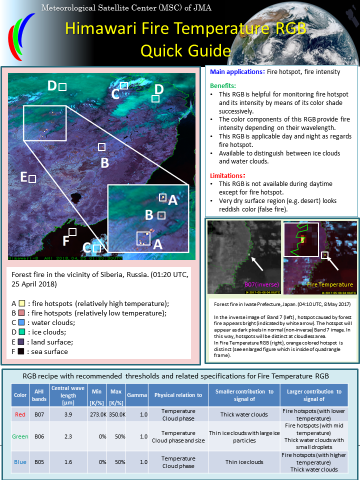 Meteorological Satellite Center (MSC) of JMA
Himawari Fire Temperature RGB
Quick Guide
D
C
D
B
E
A
B
F
C
A
Forest fire in the vicinity of Siberia, Russia. (01:20 UTC,
25 April 2018)
A : fire hotspots (relatively high temperature);
B : fire hotspots (relatively low temperature);
C : water clouds;
D : ice clouds;
E : land surface;
F : sea surface
Main applications: Fire hotspot, fire intensity
Benefits:
• This RGB is helpful for monitoring fire hotspot
and its intensity by means of its color shade
successively.
• The color components of this RGB provide fire
intensity depending on their wavelength.
• This RGB is applicable day and night as regards
fire hotspot.
• Available to distinguish between ice clouds
and water clouds.
Limitations:
• This RGB is not available during daytime
except for fire hotspot.
• Very dry surface region (e.g. desert) looks
reddish color (false fire).
Fire Temperature
Forest fire in Iwate Prefecture, Japan. (04:10 UTC, 8 May 2017)
In the inverse image of Band 7 (left), hotspot caused by forest
fire appears bright (indicated by white arrow). The hotspot will
appear as dark pixels in normal (non-inverse) Band 7 image. In
this way, hotspots will be distinct as cloudless area.
In Fire Temperature RGB (right), orange colored hotspot is
distinct (see enlarged figure which is inside of quadrangle
frame).
RGB recipe with recommended thresholds and related specifications for Fire Temperature RGB
Color AHI bands Central wave length [μm] Min [K/%] Max [K/%] Gamma Physical relation to Smaller contribution to signal of Larger contribution to signal of
Red B07 3.9 273.0K 350.0K 1.0 Temperature Cloud phase Thick water clouds Fire hotspots (with lower temperature)
Green B06 2.3 0% 50% 1.0 Temperature Cloud phase and size Thin ice clouds with large ice particles Fire hotspots (with mid temperature) Thick water clouds with small droplets
Blue B05 1.6 0% 50% 1.0 Temperature Cloud phase Thin ice clouds Fire hotspots (with higher temperature) Thick water clouds